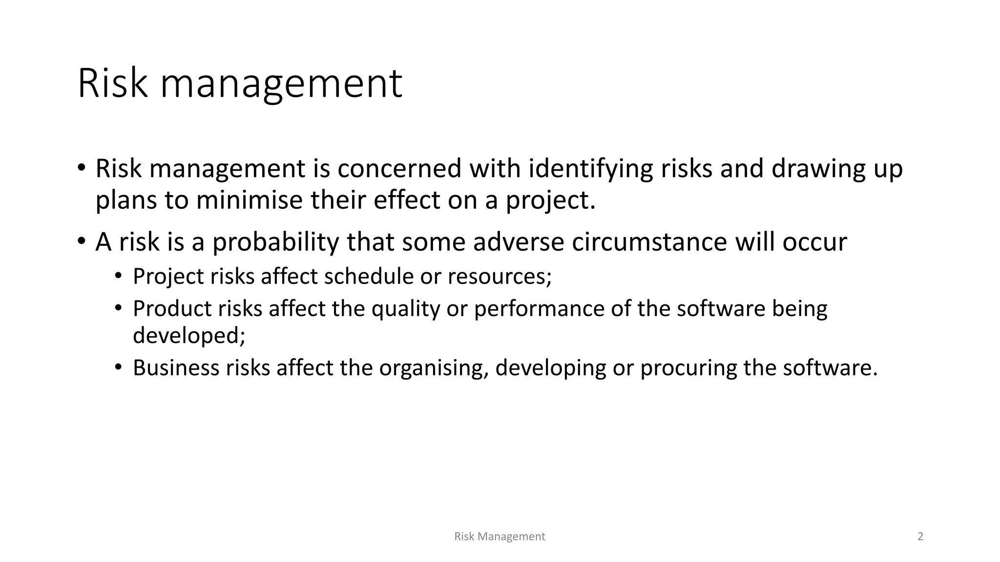 Risk management
• Risk management is concerned with identifying risks and drawing up
plans to minimise their effect on a project.
• A risk is a probability that some adverse circumstance will occur
• Project risks affect schedule or resources;
• Product risks affect the quality or performance of the software being
developed;
• Business risks affect the organising, developing or procuring the software.
Risk Management
2